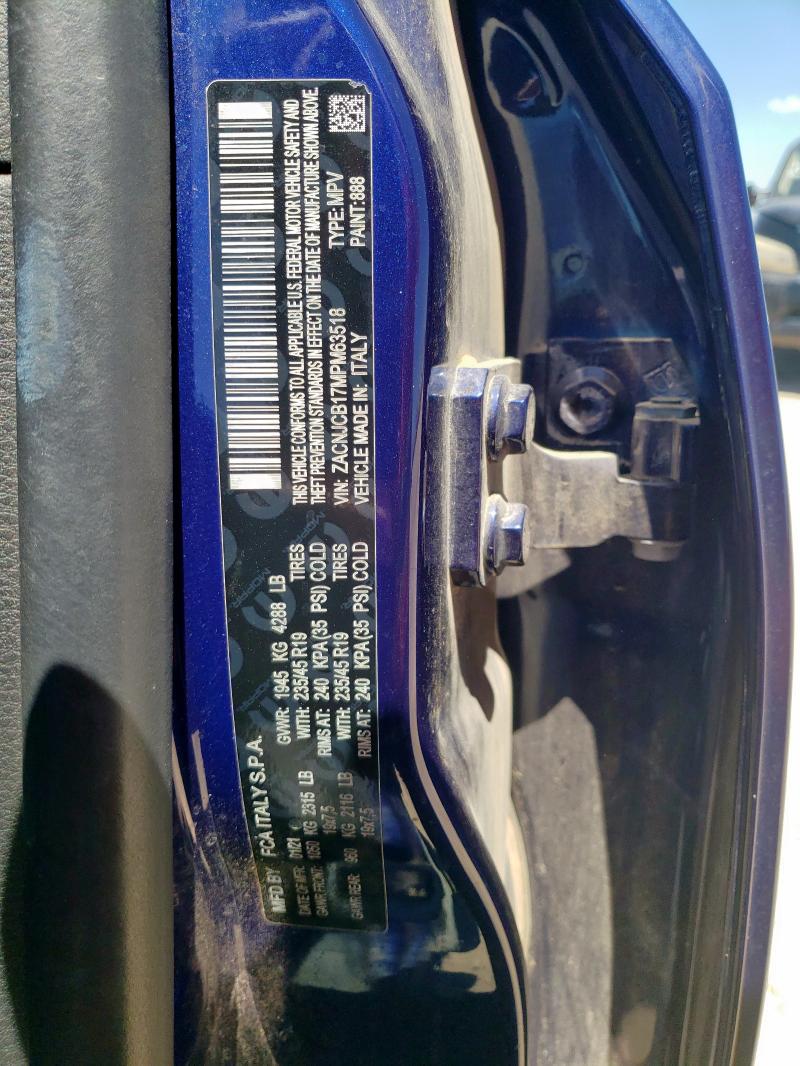 MFD BY FCA ITALY S.P.A.
DATE OF MFR 01/21 GVWR: 1945 KG 4288 LB
GAWR FRONT: 1050 KG 2315 LB WITH: 235/45 R19 TIRES
19x7.5 RIMS AT: 240 KPA(35 PSI) COLD
GAWR REAR: 960 KG 2116 LB WITH: 235/45 R19 TIRES
19x7.5 RIMS AT: 240 KPA(35 PSI) COLD
THIS VEHICLE CONFORMS TO ALL APPLICABLE U.S. FEDERAL MOTOR VEHICLE SAFETY AND
THEFT PREVENTION STANDARDS IN EFFECT ON THE DATE OF MANUFACTURE SHOWN ABOVE.
VIN: ZACNJCB17MPM63518 TYPE: MPV
VEHICLE MADE IN: ITALY PAINT: 888
MOPAR